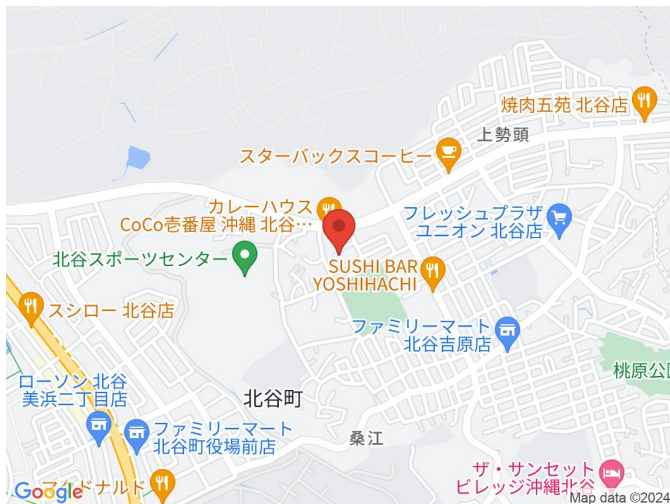 焼肉五苑 北谷店
上勢頭
スターバックスコーヒー
カレーハウス
CoCo壱番屋 沖縄 北谷…
フレッシュプラザ
ユニオン 北谷店
北谷スポーツセンター
SUSHI BAR
YOSHIHACHI
スシロー 北谷店
ファミリーマート
北谷吉原店
桃原公園
ローソン 北谷
美浜二丁目店
北谷町
ファミリーマート
北谷町役場前店
桑江
マクドナルド
ザ・サンセット
ビレッジ沖縄北谷
Google
Map data ©2024